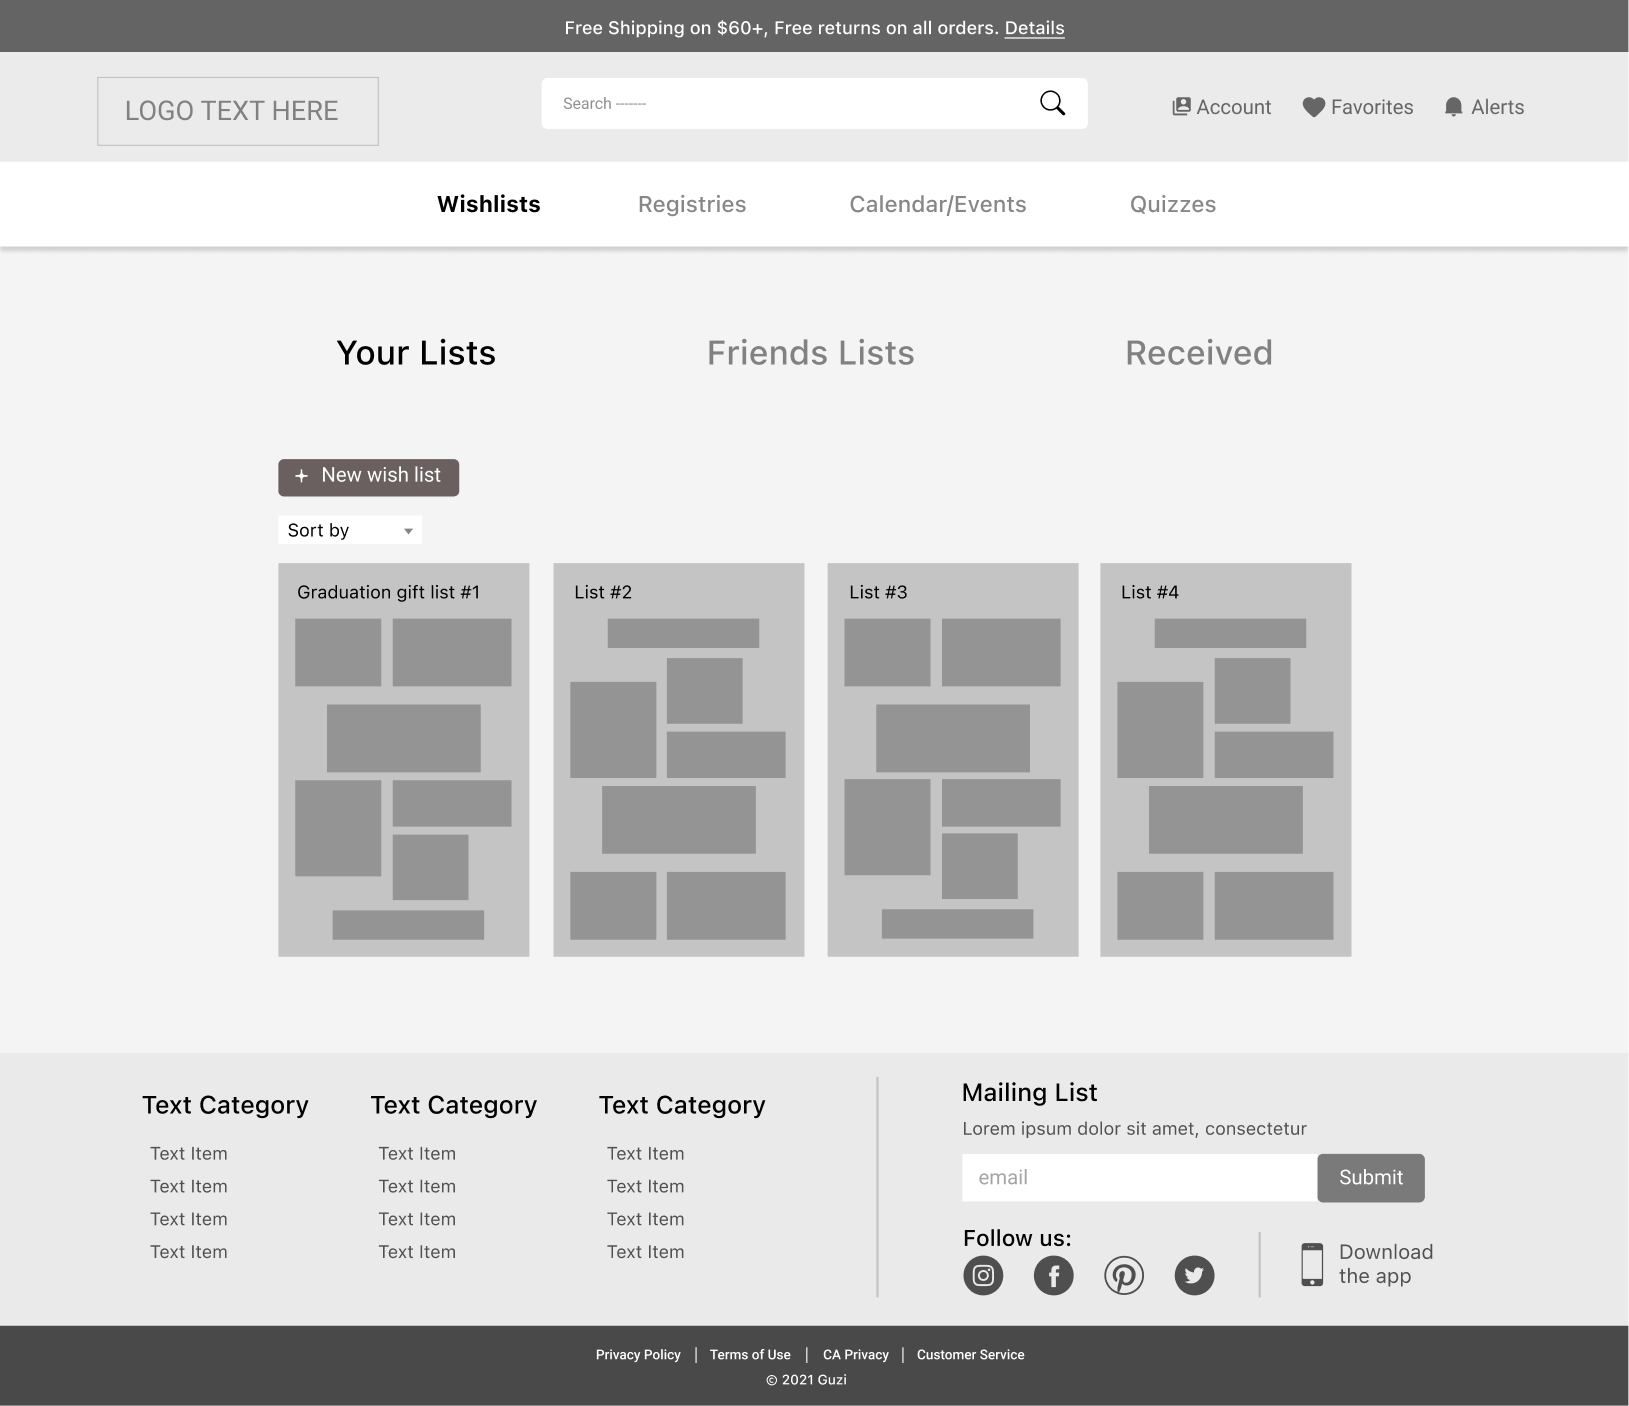 Free Shipping on $60+, Free returns on all orders. Details
LOGO TEXT HERE
Search -------
Account
Favorites
Alerts
Wishlists
Registries
Calendar/Events
Quizzes
Your Lists
Friends Lists
Received
+ New wish list
Sort by
Graduation gift list #1
List #2
List #3
List #4
Text Category
Text Item
Text Item
Text Item
Text Item
Text Category
Text Item
Text Item
Text Item
Text Item
Text Category
Text Item
Text Item
Text Item
Text Item
Mailing List
Lorem ipsum dolor sit amet, consectetur
email
Submit
Follow us:
Download
the app
Privacy Policy | Terms of Use | CA Privacy | Customer Service
© 2021 Guzi